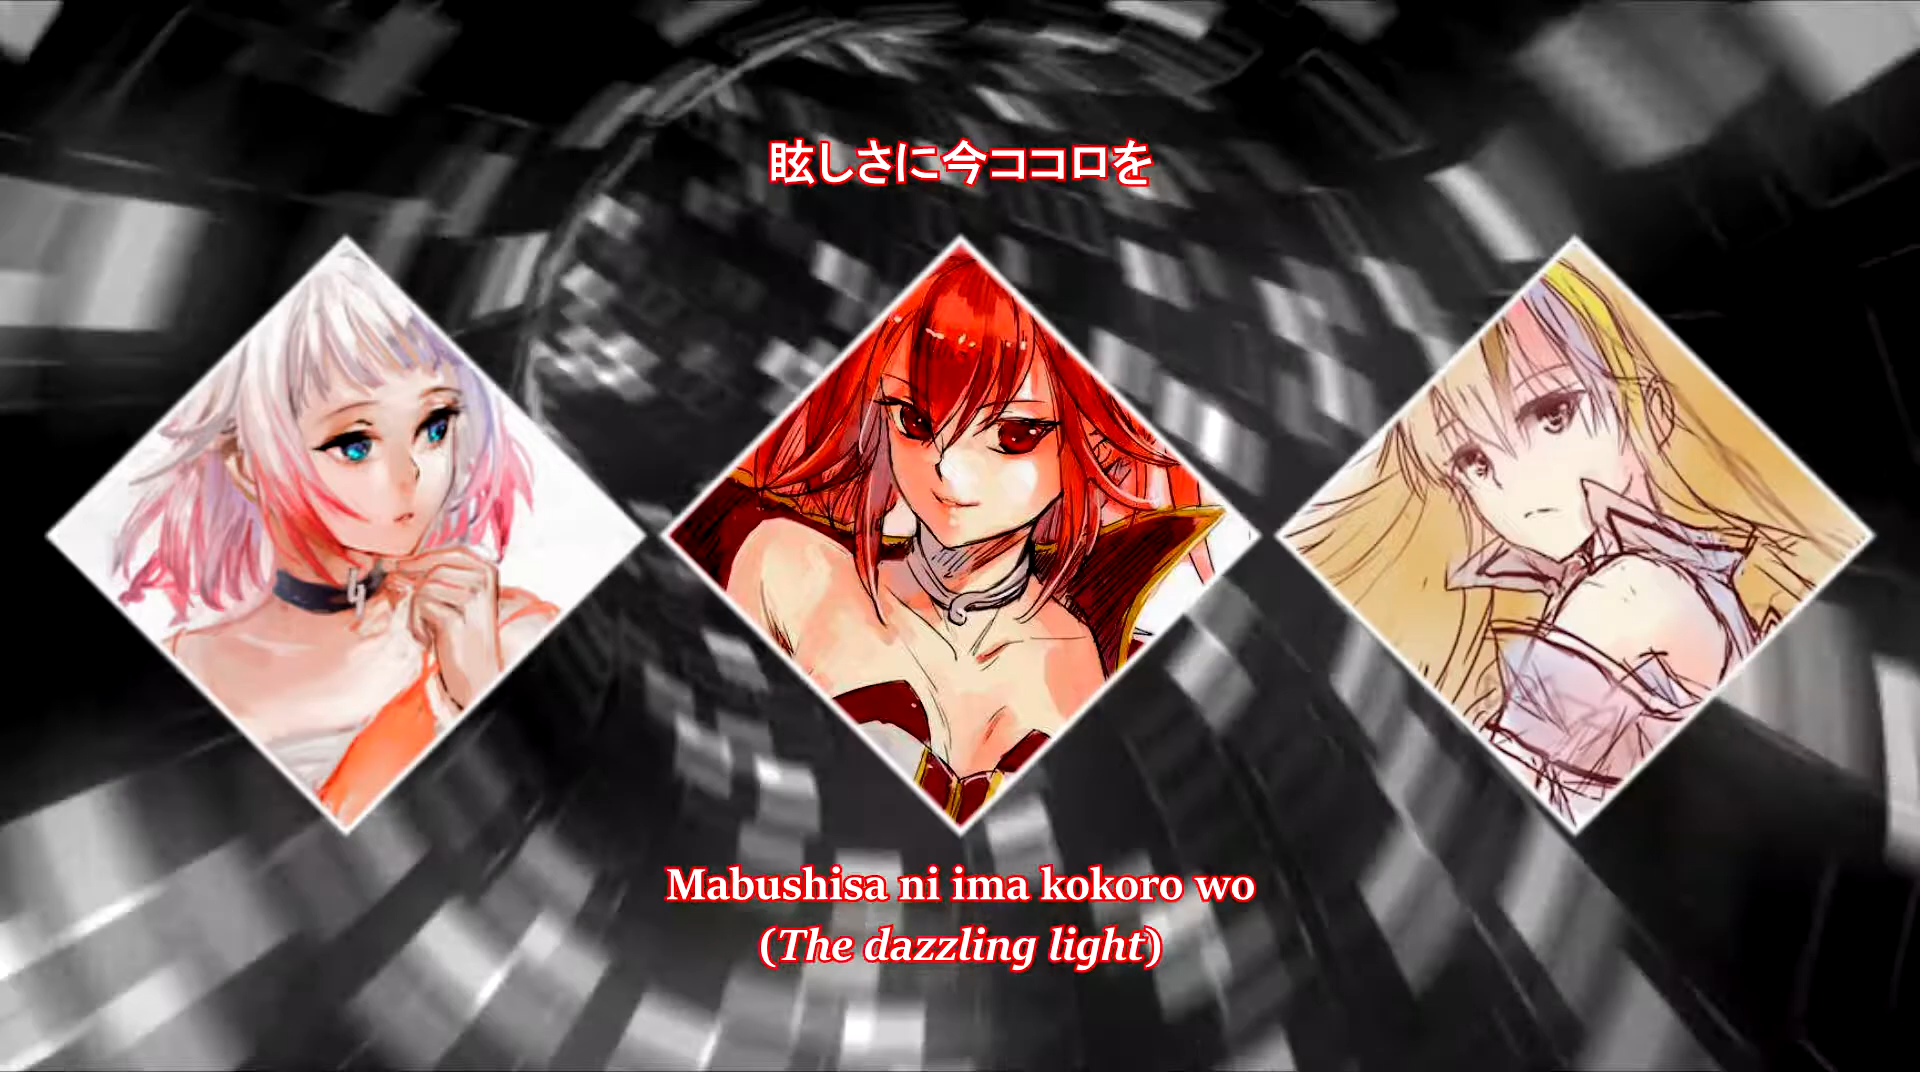 眩しさに今ココロを
Mabushisa ni ima kokoro wo
(The dazzling light)